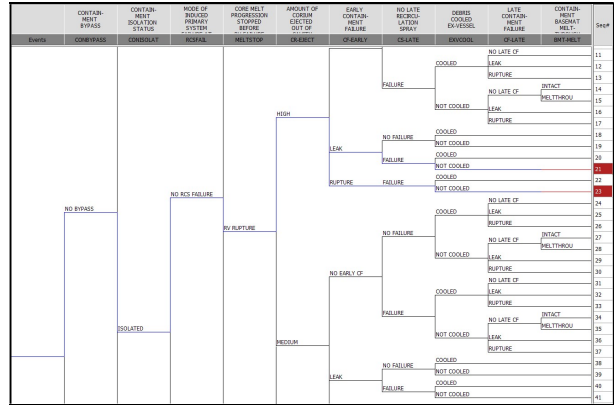 CONTAIN-
MENT
BYPASS
CONTAIN-
MENT
ISOLATION
STATUS
MODE OF
INDUCED
PRIMARY
SYSTEM
CORE MELT
PROGRESSION
STOPPED
BEFORE
AMOUNT OF
CORIUM
EJECTED
OUT OF
EARLY
CONTAIN-
MENT
FAILURE
NO LATE
RECIRCU-
LATION
SPRAY
DEBRIS
COOLED
EX-VESSEL
LATE
CONTAIN-
MENT
FAILURE
CONTAIN-
MENT
BASEMAT
MELT-
Seq#
Events
CONBYPASS
CONISOLAT
RCSFAIL
MELTSTOP
CR-EJECT
CF-EARLY
CS-LATE
EXVCOOL
CF-LATE
BMT-MELT
NO LATE CF
11
COOLED
LEAK
12
RUPTURE
13
FAILURE
INTACT
14
NO LATE CF
MELTTHROU
15
NOT COOLED
LEAK
16
HIGH
RUPTURE
17
COOLED
18
NO FAILURE
NOT COOLED
19
LEAK
COOLED
20
FAILURE
NOT COOLED
21
RUPTURE
FAILURE
COOLED
22
NOT COOLED
23
NO RCS FAILURE
NO LATE CF
24
NO BYPASS
COOLED
LEAK
25
RUPTURE
26
RV RUPTURE
NO FAILURE
INTACT
27
NO LATE CF
MELTTHROU
28
NOT COOLED
LEAK
29
RUPTURE
30
NO EARLY CF
NO LATE CF
31
COOLED
LEAK
32
RUPTURE
33
FAILURE
INTACT
34
NO LATE CF
MELTTHROU
35
ISOLATED
NOT COOLED
LEAK
36
MEDIUM
RUPTURE
37
COOLED
38
NO FAILURE
NOT COOLED
39
LEAK
COOLED
40
FAILURE
NOT COOLED
41